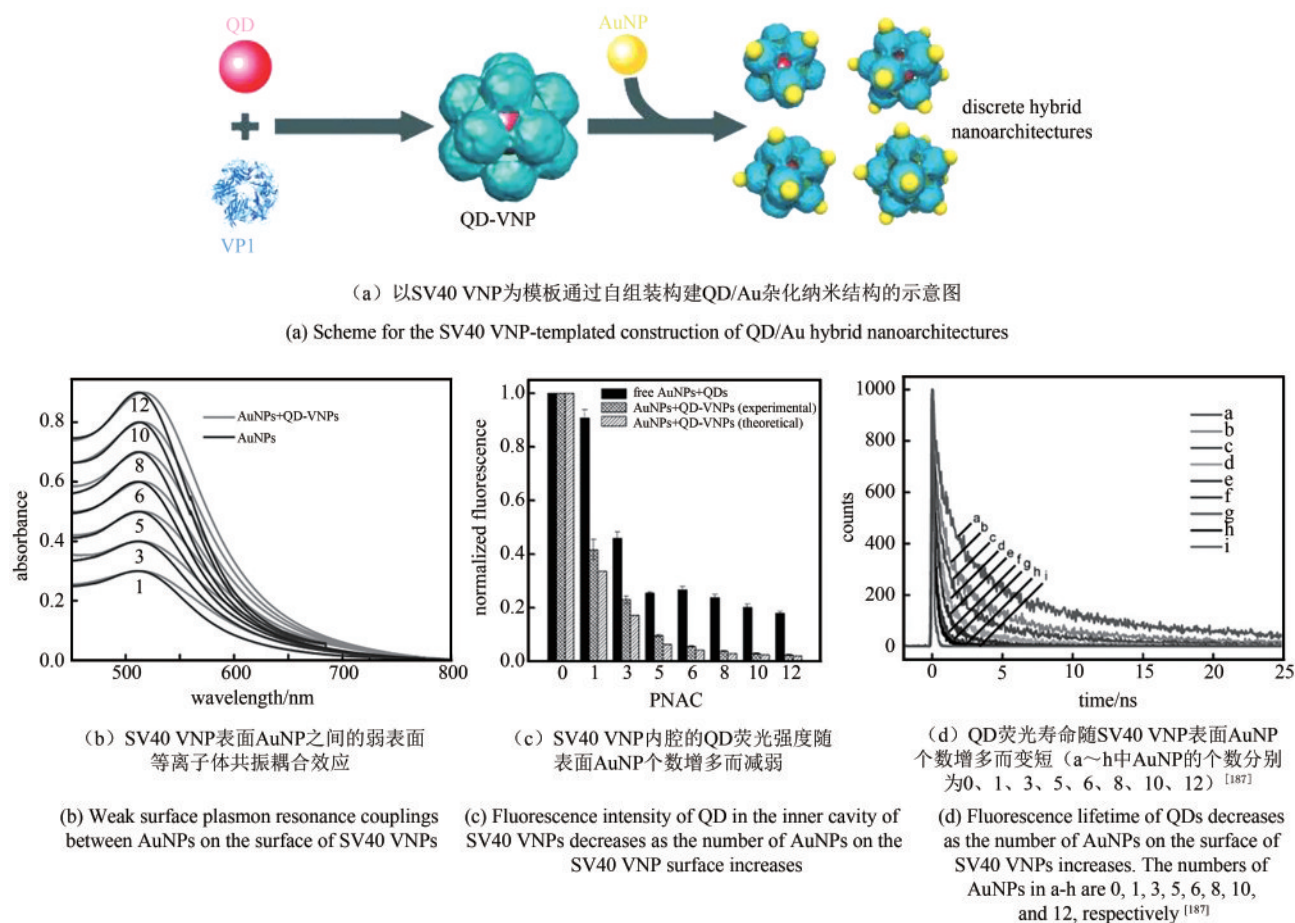 QD
AuNP
VP1
QD-VNP
discrete hybrid
nanoarchitectures
(a)以SV40 VNP为模板通过自组装构建QD/Au杂化纳米结构的示意图
(a) Scheme for the SV40 VNP-templated construction of QD/Au hybrid nanoarchitectures
absorbance
0.8
0.6
0.4
0.2
0.0
12
10
8
6
5
3
1
AuNPs+QD-VNPs
AuNPs
500 600 700 800
wavelength/nm
normalized fluorescence
1.0
0.8
0.6
0.4
0.2
0.0
free AuNPs+QDs
AuNPs+QD-VNPs (experimental)
AuNPs+QD-VNPs (theoretical)
0 1 3 5 6 8 10 12
PNAC
counts
1000
800
600
400
200
0
a b c d e f g h i
a
b
c
d
e
f
g
h
i
0 5 10 15 20 25
time/ns
(b)SV40 VNP表面AuNP之间的弱表面
等离子体共振耦合效应
(b) Weak surface plasmon resonance couplings
between AuNPs on the surface of SV40 VNPs
(c)SV40 VNP内腔的QD荧光强度随
表面AuNP个数增多而减弱
(c) Fluorescence intensity of QD in the inner cavity of
SV40 VNPs decreases as the number of AuNPs on the
SV40 VNP surface increases
(d)QD荧光寿命随SV40 VNP表面AuNP
个数增多而变短(a~h中AuNP的个数分别
为0、1、3、5、6、8、10、12)[187]
(d) Fluorescence lifetime of QDs decreases
as the number of AuNPs on the surface of
SV40 VNPs increases. The numbers of
AuNPs in a-h are 0, 1, 3, 5, 6, 8, 10,
and 12, respectively [187]